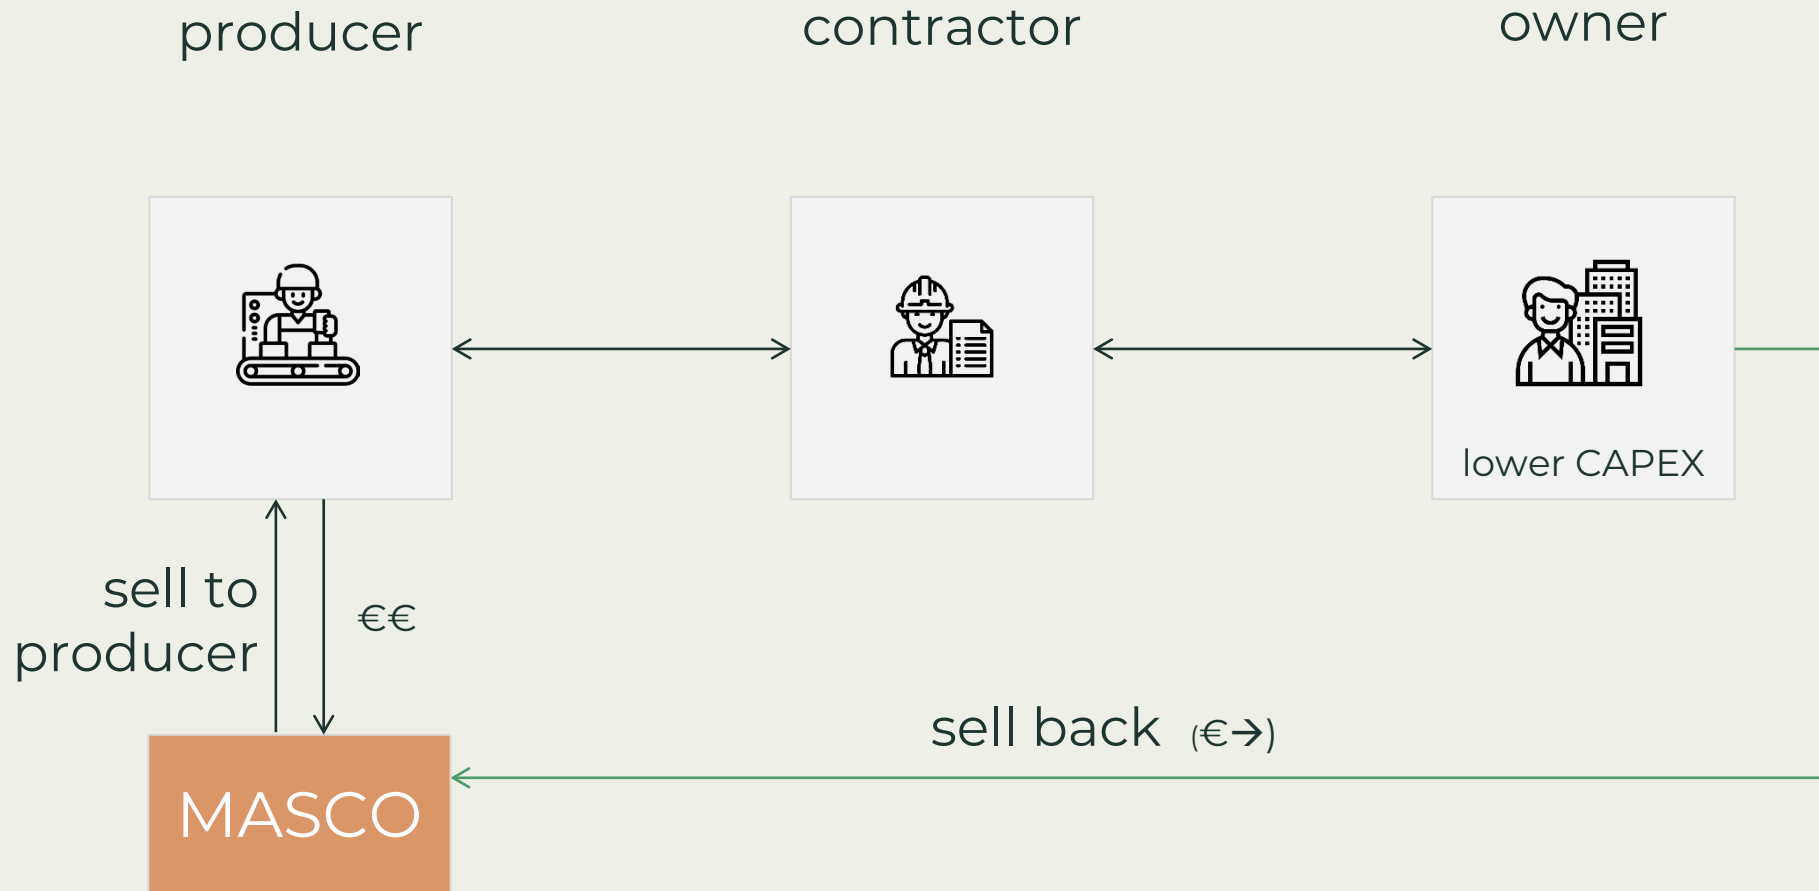 producer
contractor
owner
lower CAPEX
sell to
producer
€€
sell back (€→)
MASCO